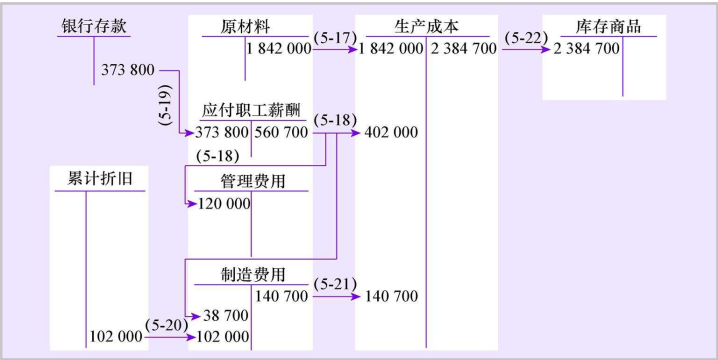 银行存款
373 800
(5-19)
原材料
1 842 000
(5-17)
生产成本
1 842 000
2 384 700
(5-22)
库存商品
2 384 700
应付职工薪酬
373 800
560 700
(5-18)
402 000
(5-18)
累计折旧
管理费用
120 000
制造费用
140 700
(5-21)
140 700
38 700
102 000
(5-20)
102 000